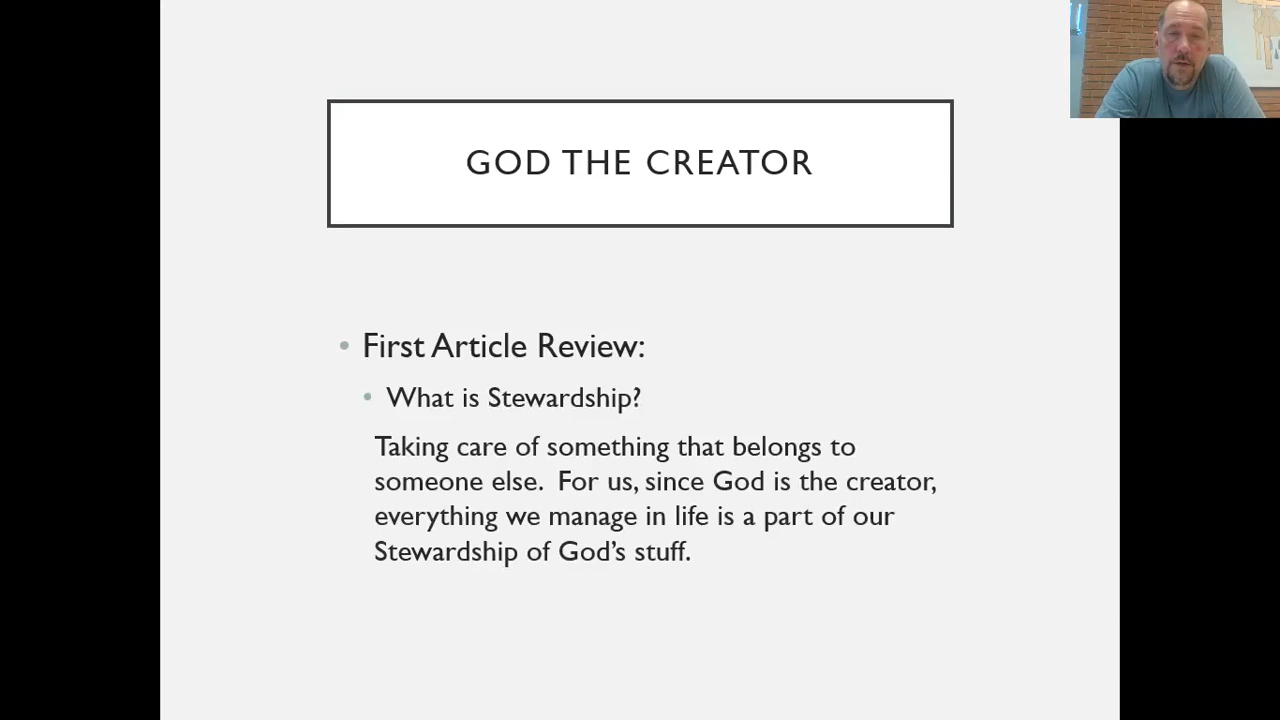 GOD THE CREATOR
• First Article Review:
• What is Stewardship?
Taking care of something that belongs to
someone else. For us, since God is the creator,
everything we manage in life is a part of our
Stewardship of God’s stuff.